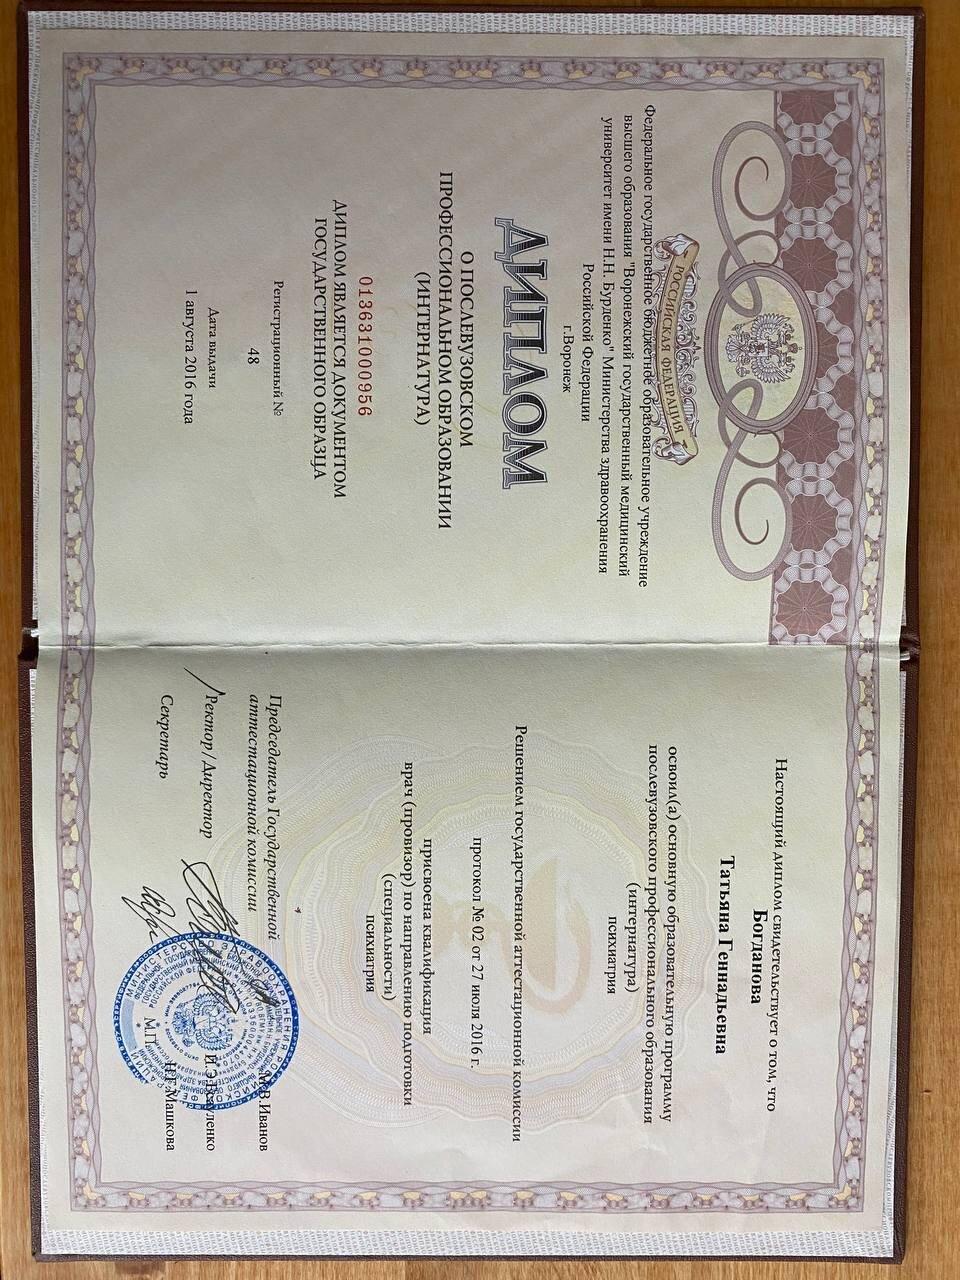 РОССИЙСКАЯ ФЕДЕРАЦИЯ
Федеральное государственное бюджетное образовательное учреждение
высшего образования "Воронежский государственный медицинский
университет имени Н.Н. Бурденко" Министерства здравоохранения
Российской Федерации
г.Воронеж
ДИПЛОМ
О ПОСЛЕВУЗОВСКОМ
ПРОФЕССИОНАЛЬНОМ ОБРАЗОВАНИИ
(ИНТЕРНАТУРА)
013631000956
ДИПЛОМ ЯВЛЯЕТСЯ ДОКУМЕНТОМ
ГОСУДАРСТВЕННОГО ОБРАЗЦА
Регистрационный №
48
Дата выдачи
1 августа 2016 года
Настоящий диплом свидетельствует о том, что
Богданова
Татьяна Геннадьевна
освоил(а) основную образовательную программу
послевузовского профессионального образования
(интернатура)
психиатрия
Решением государственной аттестационной комиссии
протокол № 02 от 27 июля 2016 г.
присвоена квалификация
врач (провизор) по направлению подготовки
(специальности)
психиатрия
Председатель Государственной
аттестационной комиссии
В.Иванов
Ректор/Директор
Секретарь
М.П.
Машкова